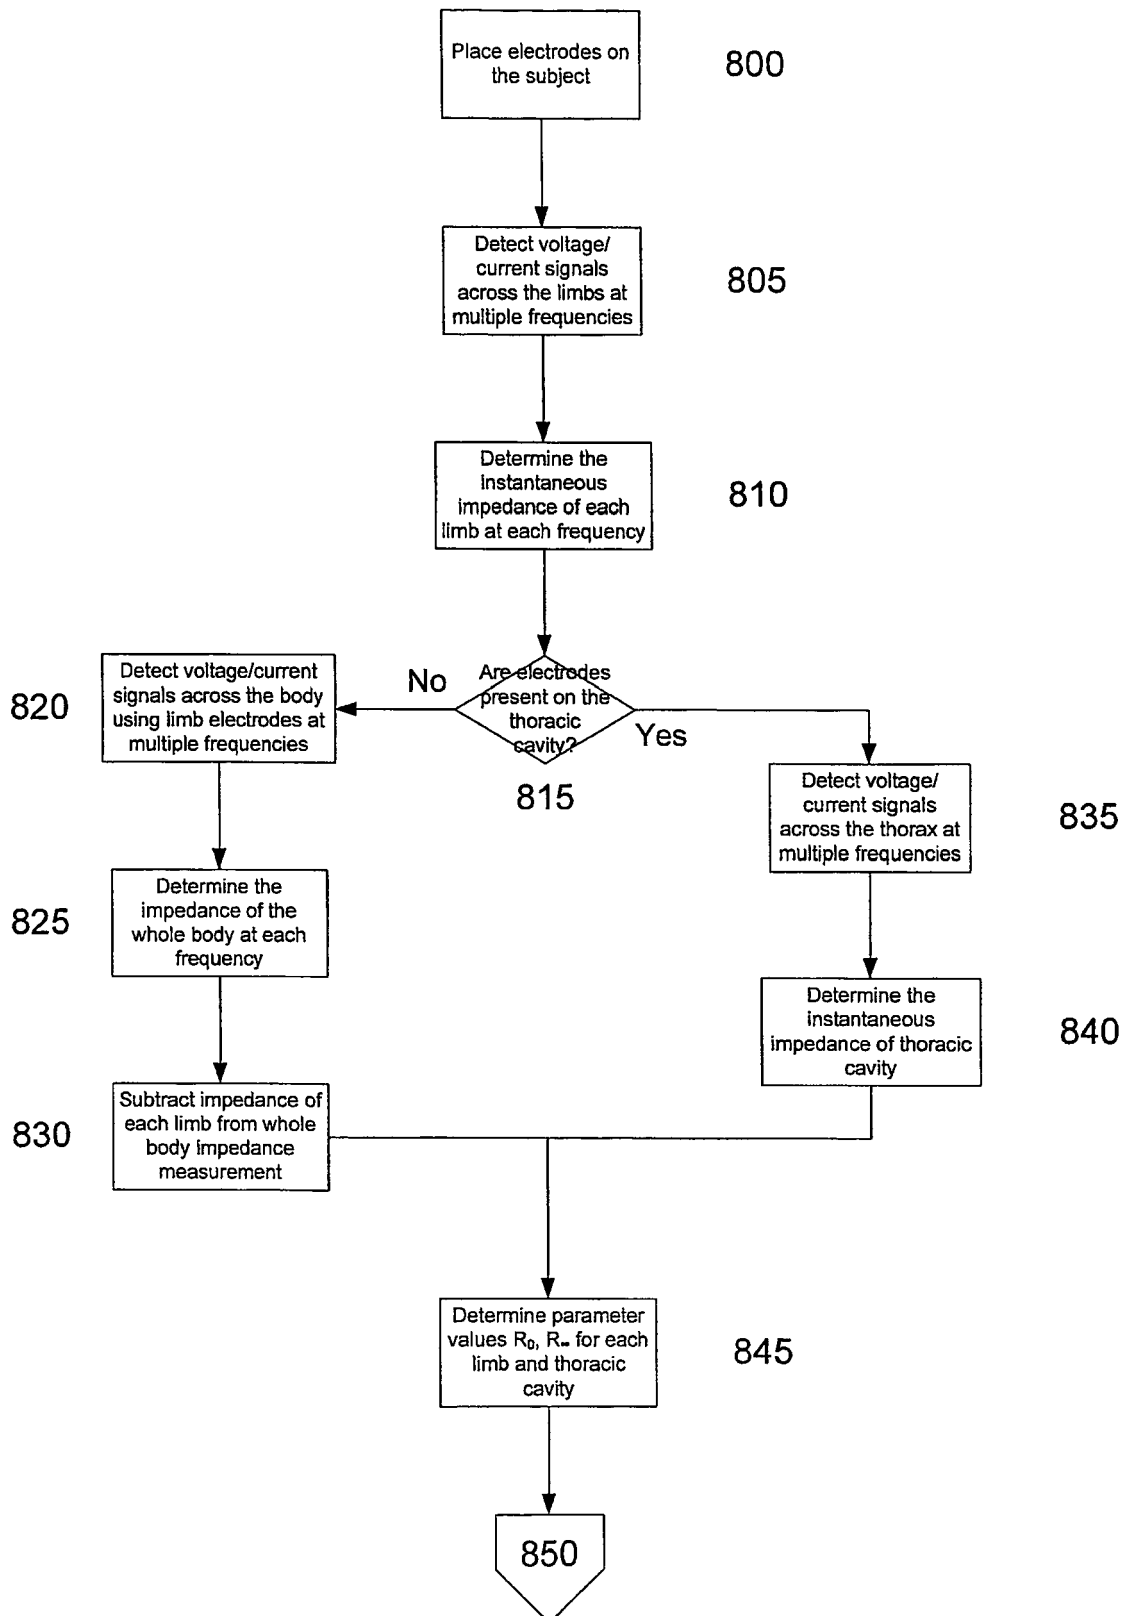 Place electrodes on
the subject
800
Detect voltage/
current signals
across the limbs at
multiple frequencies
805
Determine the
instantaneous
impedance of each
limb at each frequency
810
Are electrodes
present on the
thoracic
cavity?
815
No
Yes
820
Detect voltage/current
signals across the body
using limb electrodes at
multiple frequencies
Detect voltage/
current signals
across the thorax at
multiple frequencies
835
825
Determine the
impedance of the
whole body at each
frequency
Determine the
instantaneous
impedance of thoracic
cavity
840
830
Subtract impedance of
each limb from whole
body impedance
measurement
Determine parameter
values R₀, R∞ for each
limb and thoracic
cavity
845
850